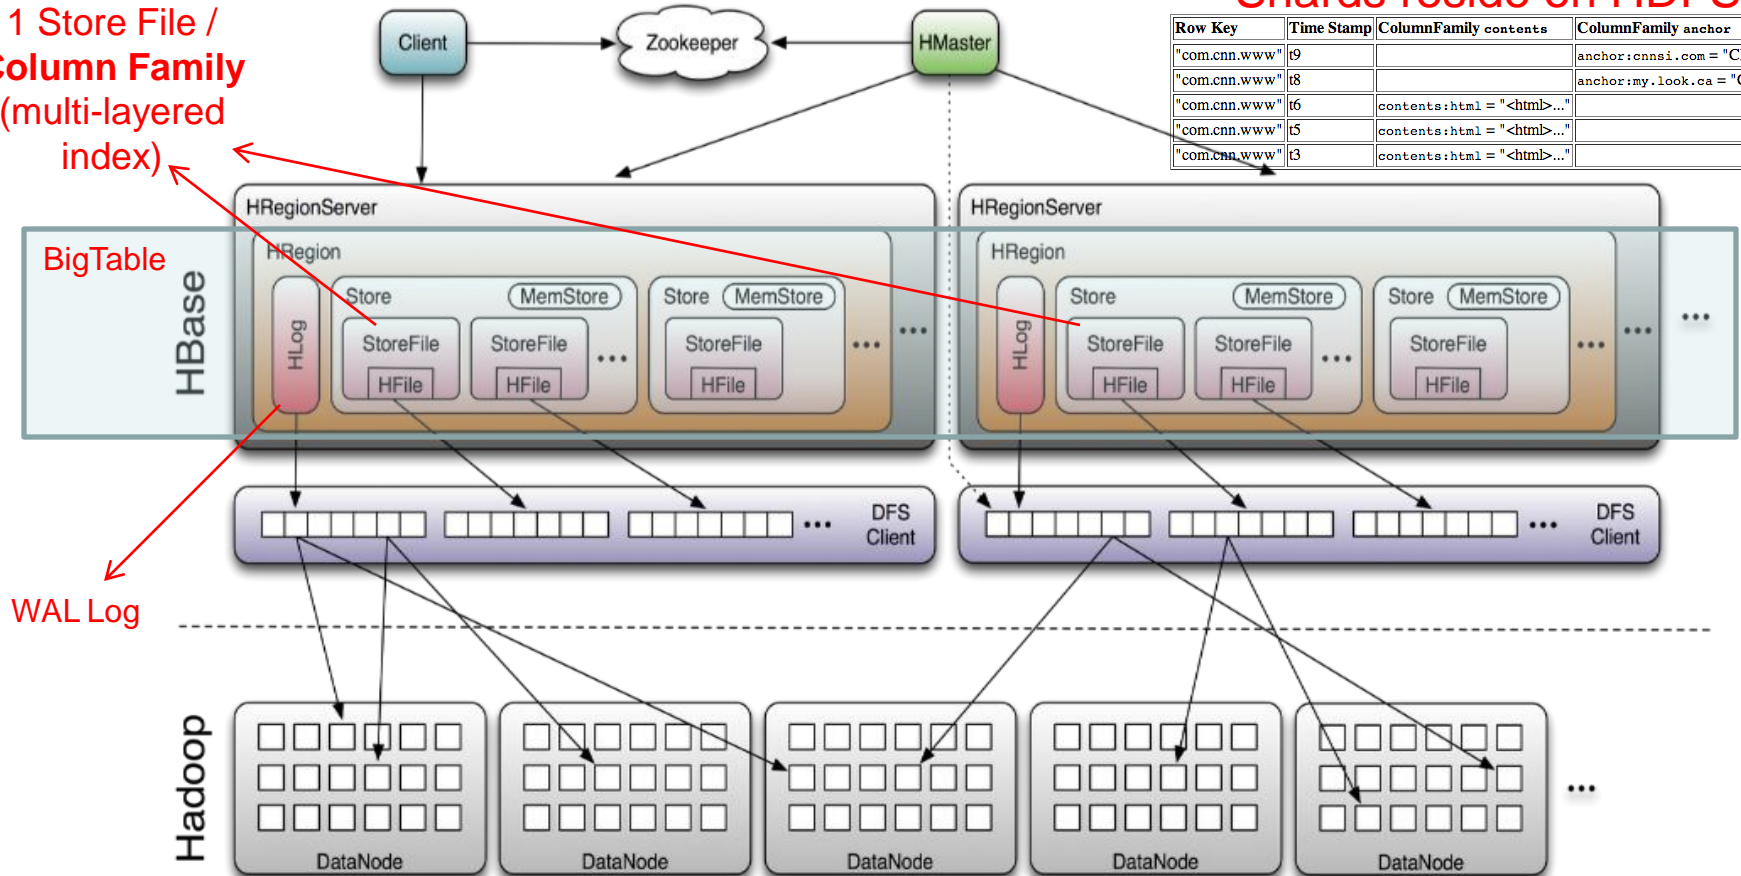 Shards reside on HDFS
1 Store File /
Column Family
(multi-layered
index)
Client
Zookeeper
HMaster
Row Key Time Stamp ColumnFamily contents ColumnFamily anchor
"com.cnn.www" t9 anchor:cnnsi.com = "C
"com.cnn.www" t8 anchor:my.look.ca = "
"com.cnn.www" t6 contents:html = "<html>..."
"com.cnn.www" t5 contents:html = "<html>..."
"com.cnn.www" t3 contents:html = "<html>..."
HRegionServer HRegionServer
BigTable
HBase
HRegion HRegion
HLog
Store MemStore Store MemStore
StoreFile StoreFile ... StoreFile ... ...
HFile HFile HFile
HLog
Store MemStore Store MemStore
StoreFile StoreFile ... StoreFile ... ... ...
HFile HFile HFile
... DFS
Client
... DFS
Client
WAL Log
Hadoop
DataNode DataNode DataNode DataNode DataNode ...